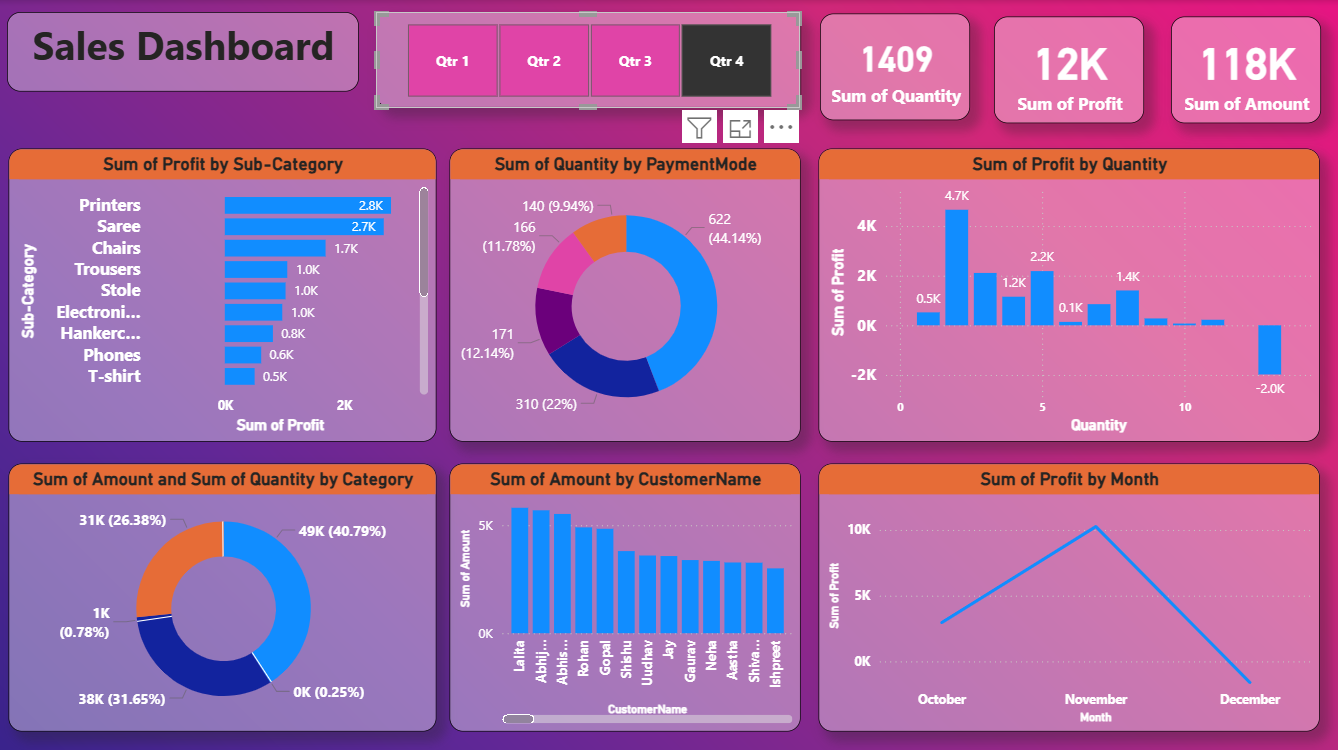 Sales Dashboard
Qtr 1
Qtr 2
Qtr 3
Qtr 4
1409
Sum of Quantity
12K
Sum of Profit
118K
Sum of Amount
Sum of Profit by Sub-Category
Sub-Category
Printers
2.8K
Saree
2.7K
Chairs
1.7K
Trousers
1.0K
Stole
1.0K
Electroni...
1.0K
Hankerc...
0.8K
Phones
0.6K
T-shirt
0.5K
0K
2K
Sum of Profit
Sum of Quantity by PaymentMode
140 (9.94%)
622
(44.14%)
166
(11.78%)
171
(12.14%)
310 (22%)
Sum of Profit by Quantity
Sum of Profit
4K
2K
0K
-2K
0.5K
4.7K
1.2K
2.2K
0.1K
1.4K
-2.0K
0
5
10
Quantity
Sum of Amount and Sum of Quantity by Category
31K (26.38%)
49K (40.79%)
1K
(0.78%)
0K (0.25%)
38K (31.65%)
Sum of Amount by CustomerName
Sum of Amount
5K
0K
Lalita
Abhij...
Abhis...
Rohan
Gopal
Shishu
Uudhav
Jay
Gaurav
Neha
Aastha
Shiva...
Ishpreet
CustomerName
Sum of Profit by Month
Sum of Profit
10K
5K
0K
October
November
December
Month